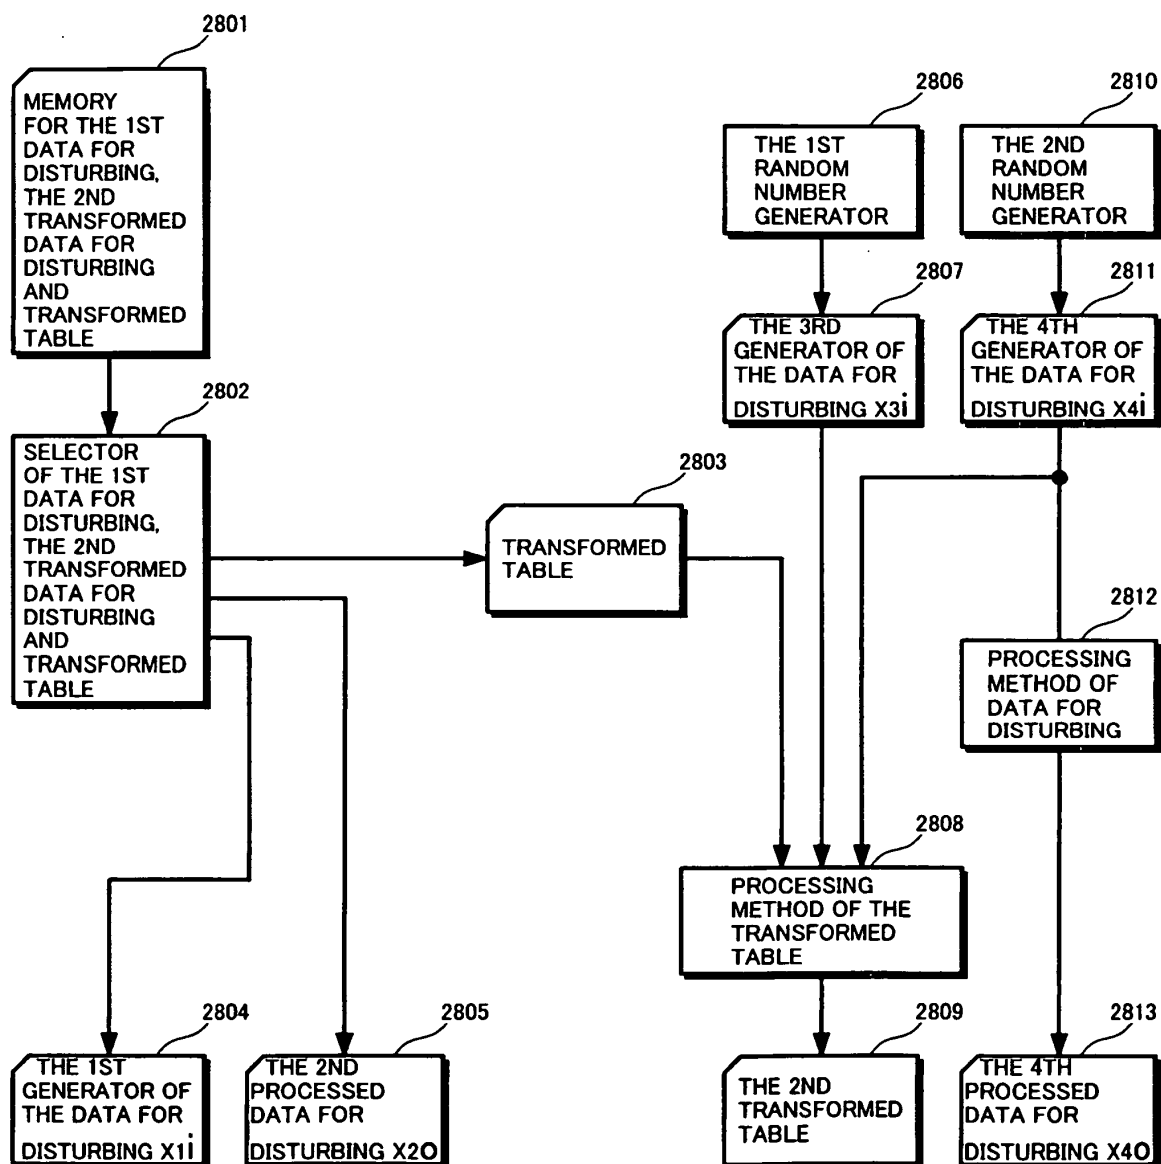 2801
MEMORY
FOR THE 1ST
DATA FOR
DISTURBING,
THE 2ND
TRANSFORMED
DATA FOR
DISTURBING
AND
TRANSFORMED
TABLE
2806
THE 1ST
RANDOM
NUMBER
GENERATOR
2810
THE 2ND
RANDOM
NUMBER
GENERATOR
2807
THE 3RD
GENERATOR OF
THE DATA FOR
DISTURBING X3i
2811
THE 4TH
GENERATOR OF
THE DATA FOR
DISTURBING X4i
2802
SELECTOR
OF THE 1ST
DATA FOR
DISTURBING,
THE 2ND
TRANSFORMED
DATA FOR
DISTURBING
AND
TRANSFORMED
TABLE
2803
TRANSFORMED
TABLE
2812
PROCESSING
METHOD OF
DATA FOR
DISTURBING
2808
PROCESSING
METHOD OF THE
TRANSFORMED
TABLE
2804
THE 1ST
GENERATOR OF
THE DATA FOR
DISTURBING X1i
2805
THE 2ND
PROCESSED
DATA FOR
DISTURBING X2O
2809
THE 2ND
TRANSFORMED
TABLE
2813
THE 4TH
PROCESSED
DATA FOR
DISTURBING X4O